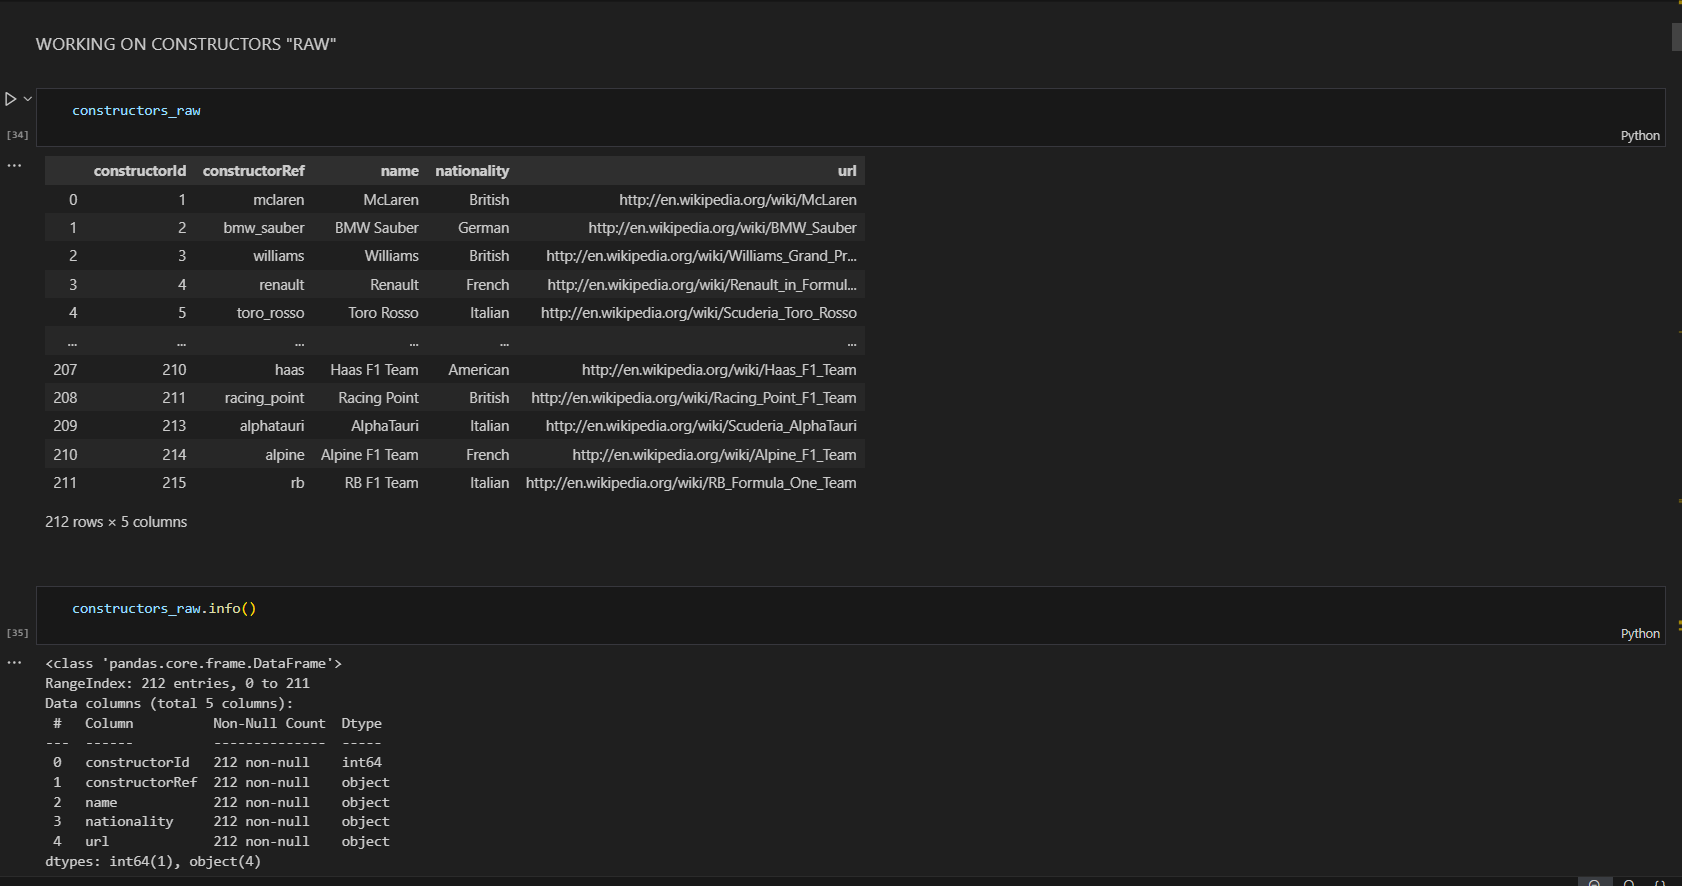 WORKING ON CONSTRUCTORS "RAW"
constructors_raw
[34]
Python
...
constructorId constructorRef name nationality url
0 1 mclaren McLaren British http://en.wikipedia.org/wiki/McLaren
1 2 bmw_sauber BMW Sauber German http://en.wikipedia.org/wiki/BMW_Sauber
2 3 williams Williams British http://en.wikipedia.org/wiki/Williams_Grand_Pr...
3 4 renault Renault French http://en.wikipedia.org/wiki/Renault_in_Formul...
4 5 toro_rosso Toro Rosso Italian http://en.wikipedia.org/wiki/Scuderia_Toro_Rosso
... ... ... ... ... ...
207 210 haas Haas F1 Team American http://en.wikipedia.org/wiki/Haas_F1_Team
208 211 racing_point Racing Point British http://en.wikipedia.org/wiki/Racing_Point_F1_Team
209 213 alphatauri AlphaTauri Italian http://en.wikipedia.org/wiki/Scuderia_AlphaTauri
210 214 alpine Alpine F1 Team French http://en.wikipedia.org/wiki/Alpine_F1_Team
211 215 rb RB F1 Team Italian http://en.wikipedia.org/wiki/RB_Formula_One_Team
212 rows × 5 columns
constructors_raw.info()
[35]
Python
...
<class 'pandas.core.frame.DataFrame'>
RangeIndex: 212 entries, 0 to 211
Data columns (total 5 columns):
# Column Non-Null Count Dtype
--- ------ -------------- -----
0 constructorId 212 non-null int64
1 constructorRef 212 non-null object
2 name 212 non-null object
3 nationality 212 non-null object
4 url 212 non-null object
dtypes: int64(1), object(4)